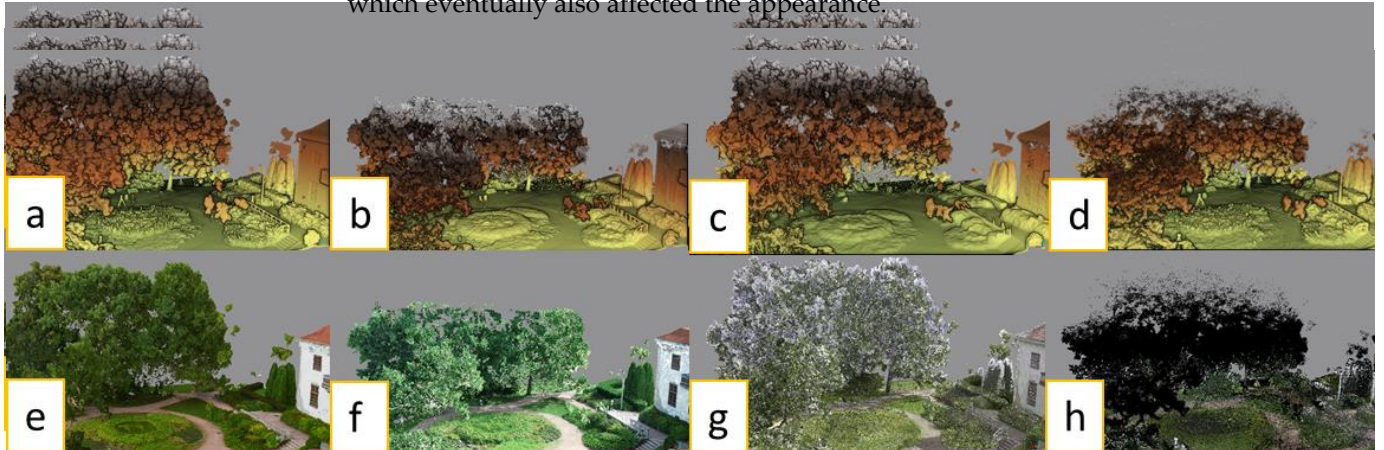 which eventually also affected the appearance.
a
b
c
d
e
f
g
h